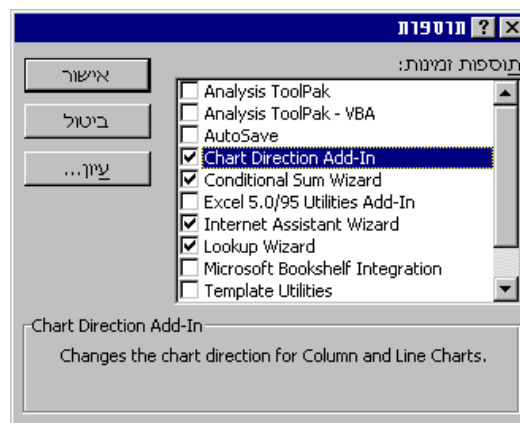 תוספות
תוספות זמינות:
אישור
ביטול
עיון...
Analysis ToolPak
Analysis ToolPak - VBA
AutoSave
Chart Direction Add-In
Conditional Sum Wizard
Excel 5.0/95 Utilities Add-In
Internet Assistant Wizard
Lookup Wizard
Microsoft Bookshelf Integration
Template Utilities
Chart Direction Add-In
Changes the chart direction for Column and Line Charts.